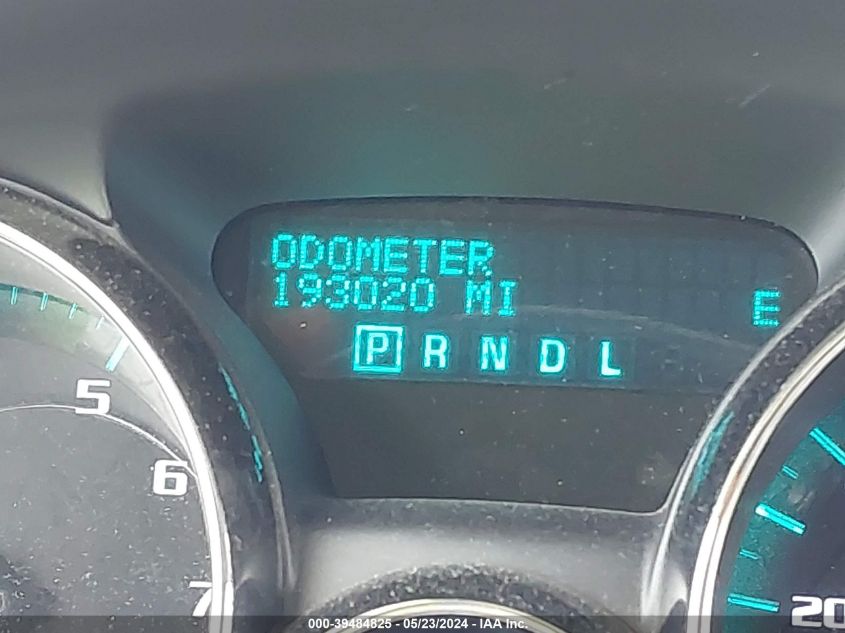 ODOMETER
193020 MI
E
P R N D L
5
6
7
20
000-39484825 - 05/23/2024 - IAA Inc.